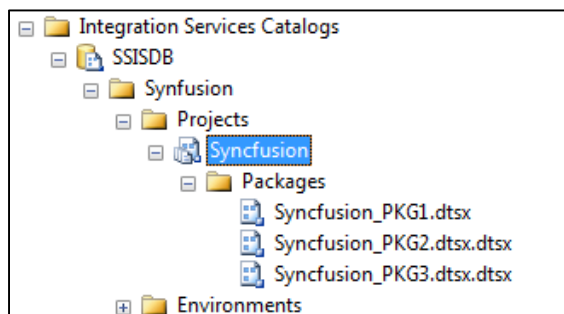 Integration Services Catalogs
SSISDB
Synfusion
Projects
Syncfusion
Packages
Syncfusion_PKG1.dtsx
Syncfusion_PKG2.dtsx.dtsx
Syncfusion_PKG3.dtsx.dtsx
Environments